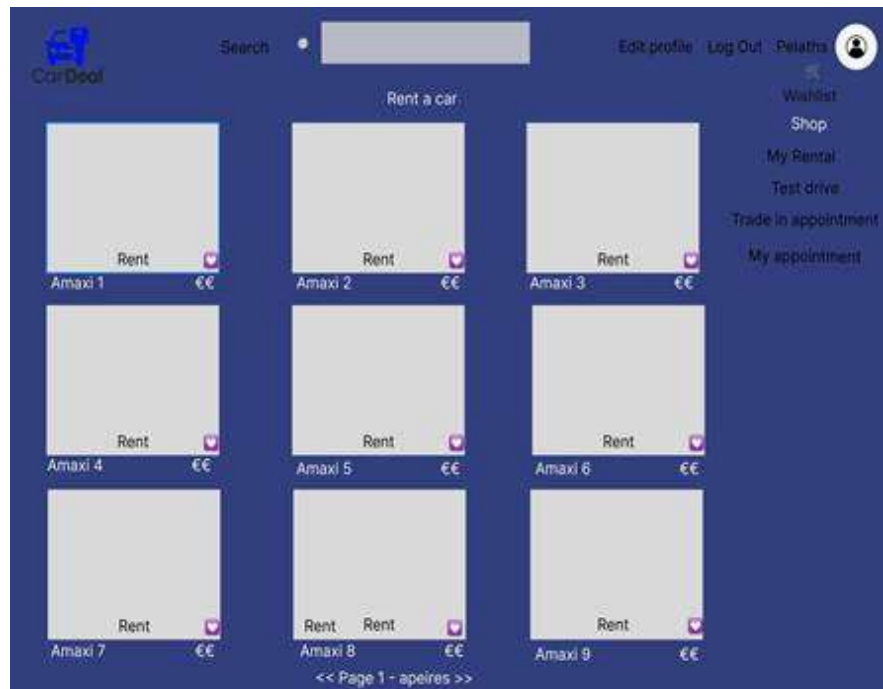 CarDeal
Search
Edit profile Log Out Pelaths
Rent a car
Wishlist
Shop
My Rental
Test drive
Trade in appointment
My appointment
Rent Rent Rent
Amaxi 1 €€ Amaxi 2 €€ Amaxi 3 €€
Rent Rent Rent
Amaxi 4 €€ Amaxi 5 €€ Amaxi 6 €€
Rent Rent Rent Rent
Amaxi 7 €€ Amaxi 8 €€ Amaxi 9 €€
<< Page 1 - apeires >>